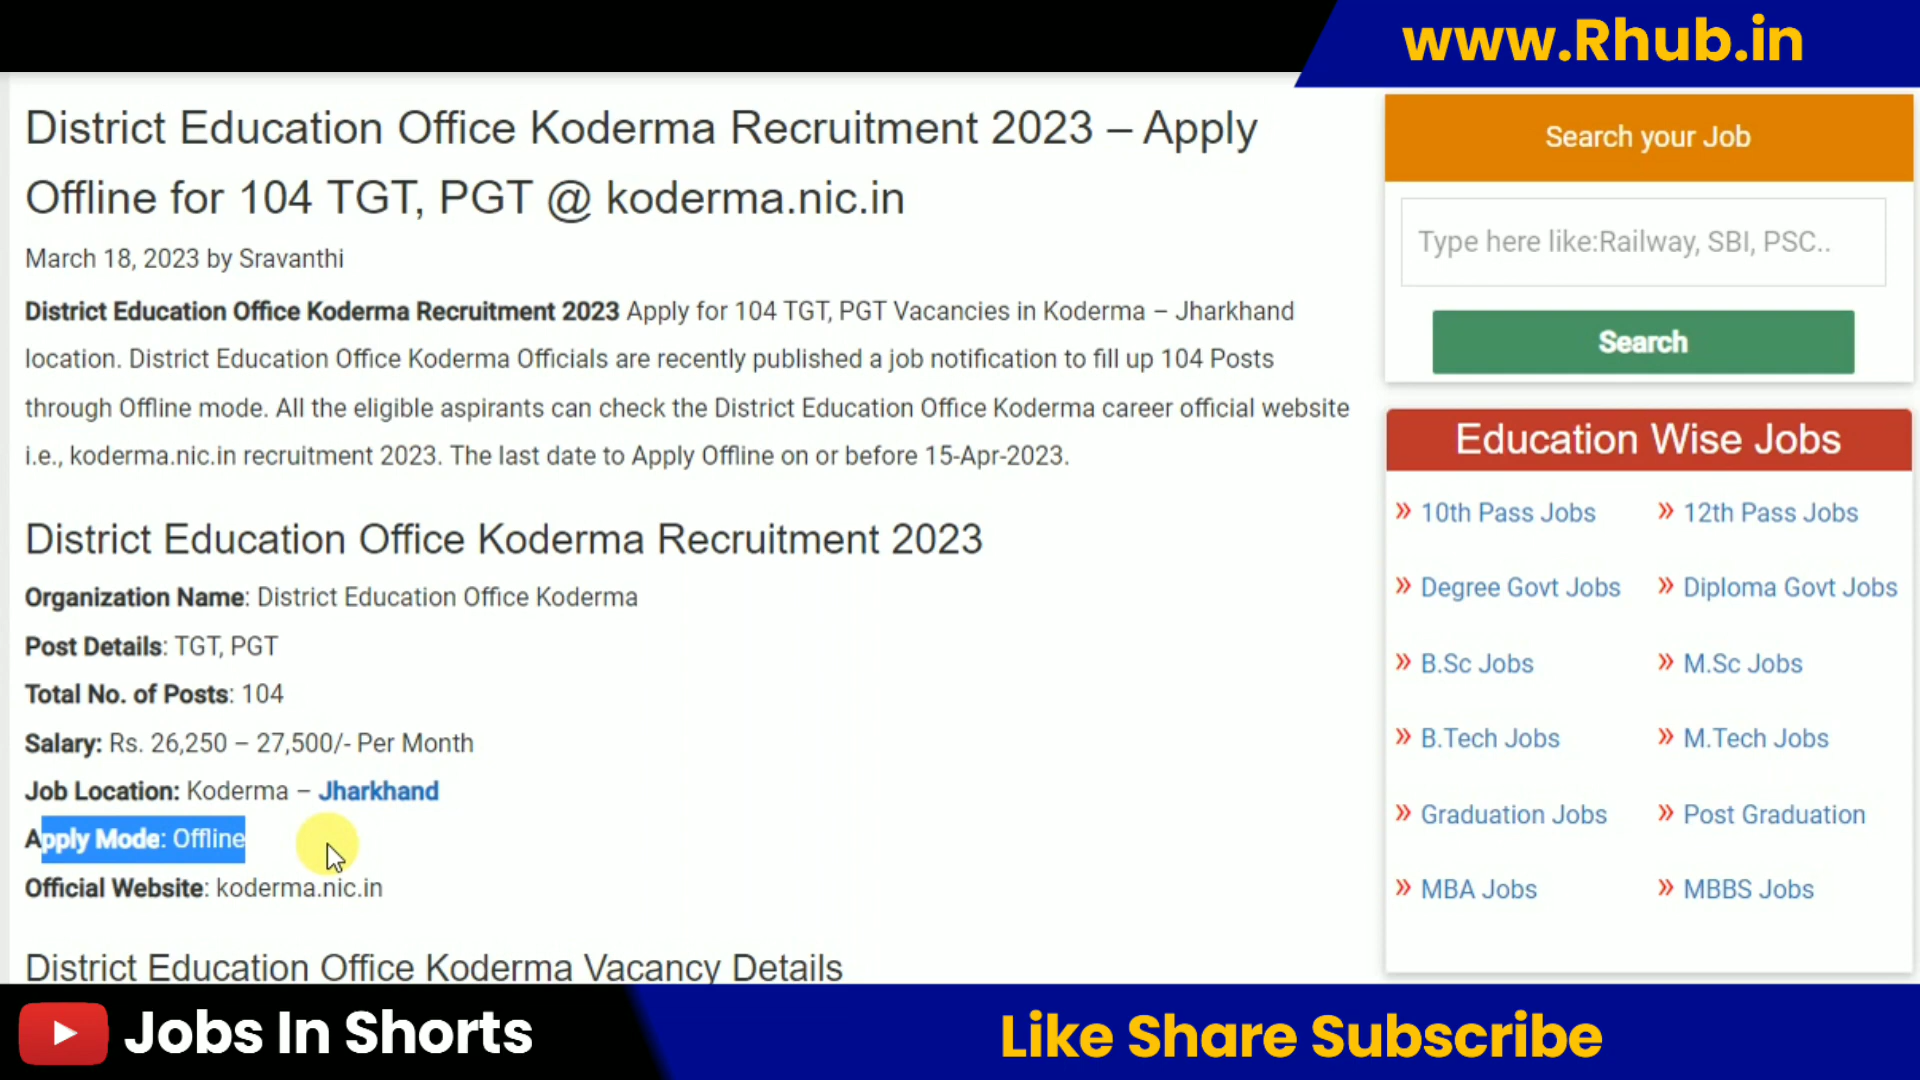 www.Rhub.in
District Education Office Koderma Recruitment 2023 – Apply
Offline for 104 TGT, PGT @ koderma.nic.in
March 18, 2023 by Sravanthi
District Education Office Koderma Recruitment 2023 Apply for 104 TGT, PGT Vacancies in Koderma – Jharkhand
location. District Education Office Koderma Officials are recently published a job notification to fill up 104 Posts
through Offline mode. All the eligible aspirants can check the District Education Office Koderma career official website
i.e., koderma.nic.in recruitment 2023. The last date to Apply Offline on or before 15-Apr-2023.
District Education Office Koderma Recruitment 2023
Organization Name: District Education Office Koderma
Post Details: TGT, PGT
Total No. of Posts: 104
Salary: Rs. 26,250 – 27,500/- Per Month
Job Location: Koderma – Jharkhand
Apply Mode: Offline
Official Website: koderma.nic.in
District Education Office Koderma Vacancy Details
Search your Job
Type here like:Railway, SBI, PSC..
Search
Education Wise Jobs
» 10th Pass Jobs » 12th Pass Jobs
» Degree Govt Jobs » Diploma Govt Jobs
» B.Sc Jobs » M.Sc Jobs
» B.Tech Jobs » M.Tech Jobs
» Graduation Jobs » Post Graduation
» MBA Jobs » MBBS Jobs
Jobs In Shorts
Like Share Subscribe